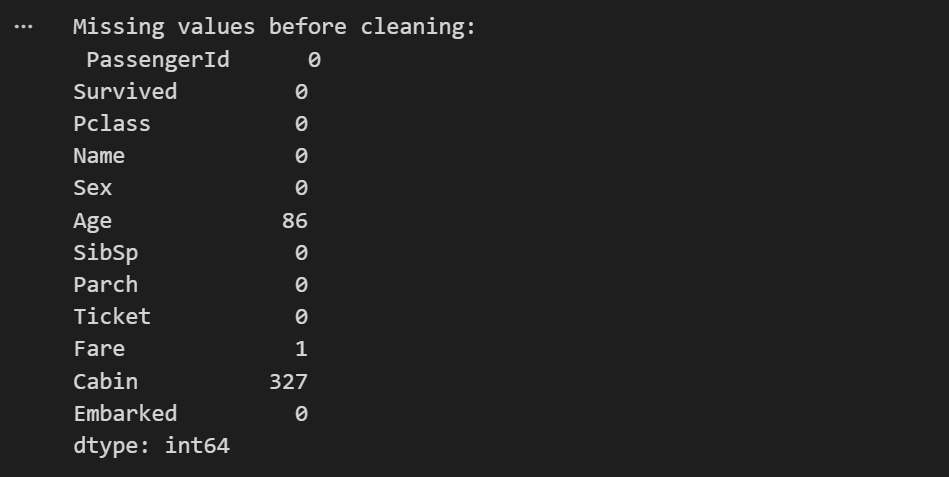 ...
Missing values before cleaning:
 PassengerId      0
Survived         0
Pclass           0
Name             0
Sex              0
Age             86
SibSp            0
Parch            0
Ticket           0
Fare             1
Cabin          327
Embarked         0
dtype: int64